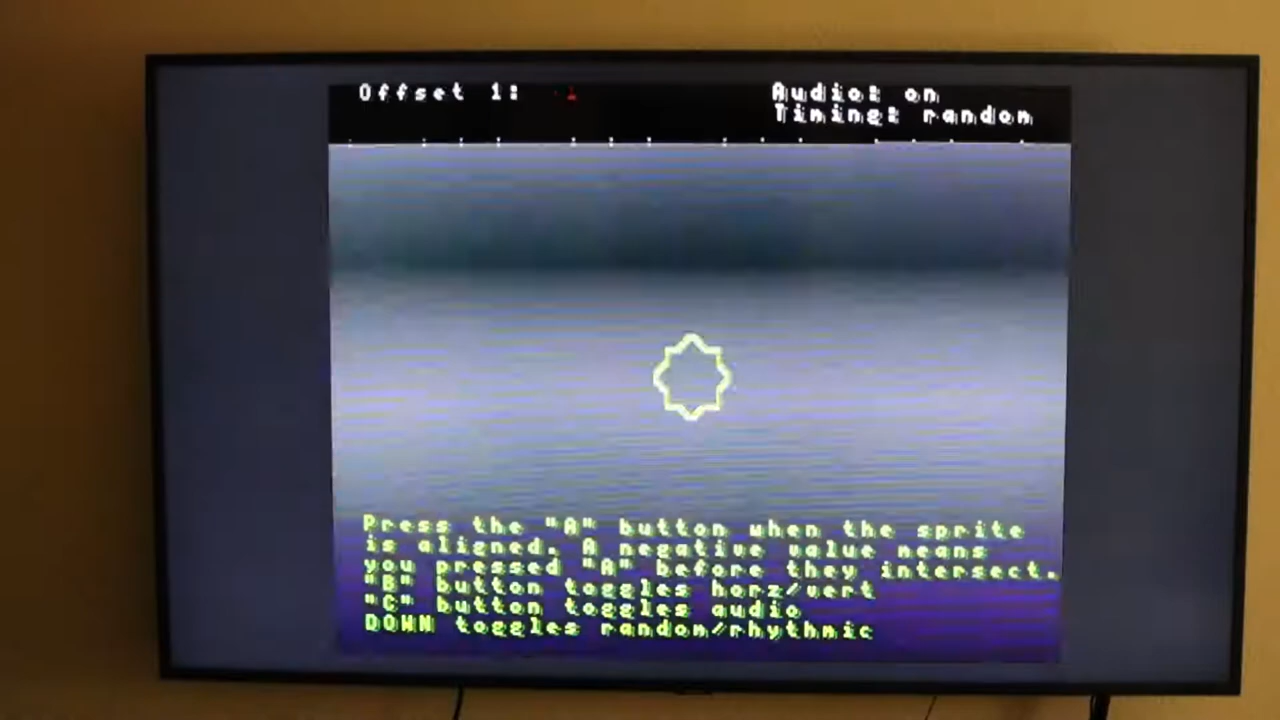 Offset 1: -1
Audio: on
Timing: random
Press the "A" button when the sprite
is aligned. A negative value means
you pressed "A" before they intersect.
"B" button toggles horz/vert
"C" button toggles audio
DOWN toggles random/rhythmic